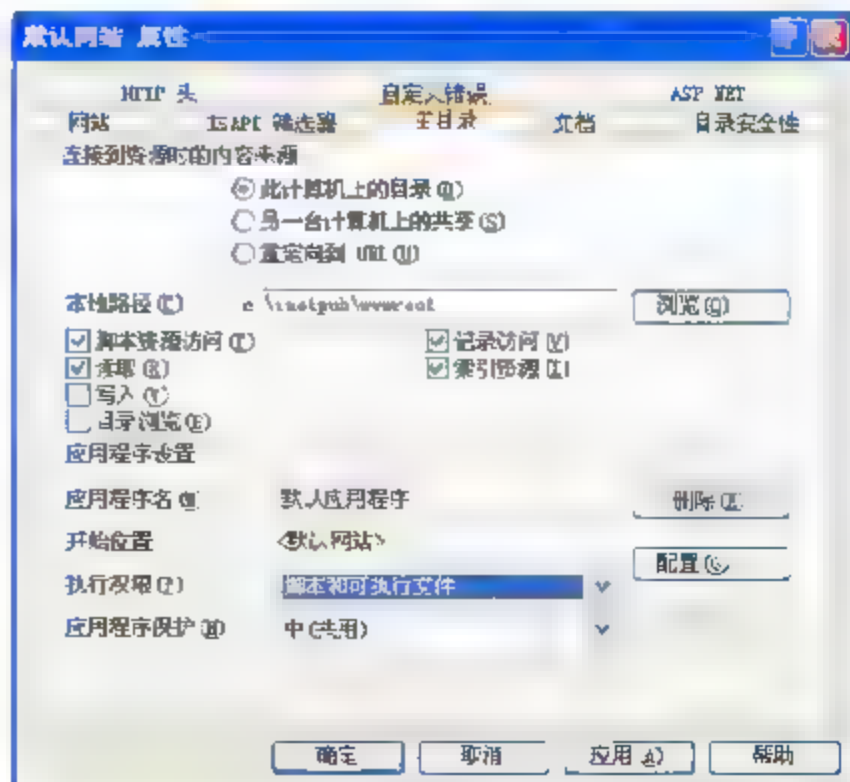 默认网站 属性
HTTP 头 自定义错误 ASP.NET
网站 ISAPI 筛选器 主目录 文档 目录安全性
连接到资源时的内容来源
此计算机上的目录(D)
另一台计算机上的共享(S)
重定向到 URL(U)
本地路径(C) c:\inetpub\wwwroot 浏览(O)
脚本资源访问(T) 记录访问(V)
读取(R) 索引资源(I)
写入(W)
目录浏览(B)
应用程序设置
应用程序名(M) 默认应用程序 删除(E)
开始位置 <默认网站>
配置(G)
执行权限(P) 脚本和可执行文件
应用程序保护(N) 中(共用)
确定 取消 应用(A) 帮助